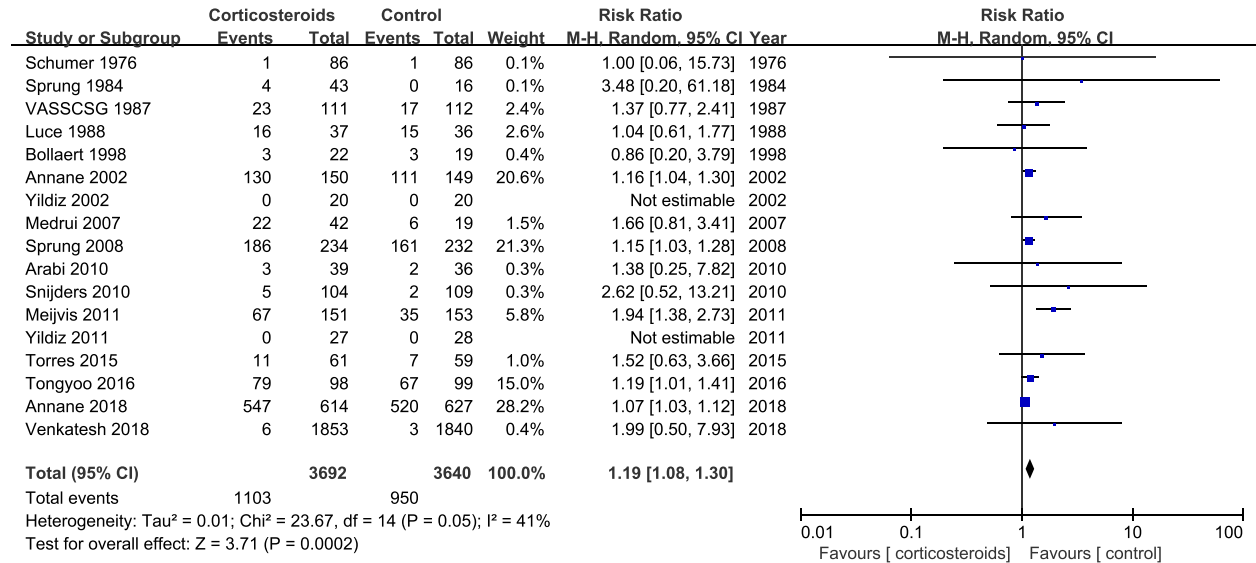 Corticosteroids Control Risk Ratio Risk Ratio
Study or Subgroup Events Total Events Total Weight M-H. Random. 95% CI Year M-H. Random. 95% CI
Schumer 1976 1 86 1 86 0.1% 1.00 [0.06, 15.73] 1976
Sprung 1984 4 43 0 16 0.1% 3.48 [0.20, 61.18] 1984
VASSCSG 1987 23 111 17 112 2.4% 1.37 [0.77, 2.41] 1987
Luce 1988 16 37 15 36 2.6% 1.04 [0.61, 1.77] 1988
Bollaert 1998 3 22 3 19 0.4% 0.86 [0.20, 3.79] 1998
Annane 2002 130 150 111 149 20.6% 1.16 [1.04, 1.30] 2002
Yildiz 2002 0 20 0 20 Not estimable 2002
Medrui 2007 22 42 6 19 1.5% 1.66 [0.81, 3.41] 2007
Sprung 2008 186 234 161 232 21.3% 1.15 [1.03, 1.28] 2008
Arabi 2010 3 39 2 36 0.3% 1.38 [0.25, 7.82] 2010
Snijders 2010 5 104 2 109 0.3% 2.62 [0.52, 13.21] 2010
Meijvis 2011 67 151 35 153 5.8% 1.94 [1.38, 2.73] 2011
Yildiz 2011 0 27 0 28 Not estimable 2011
Torres 2015 11 61 7 59 1.0% 1.52 [0.63, 3.66] 2015
Tongyoo 2016 79 98 67 99 15.0% 1.19 [1.01, 1.41] 2016
Annane 2018 547 614 520 627 28.2% 1.07 [1.03, 1.12] 2018
Venkatesh 2018 6 1853 3 1840 0.4% 1.99 [0.50, 7.93] 2018
Total (95% CI) 3692 3640 100.0% 1.19 [1.08, 1.30]
Total events 1103 950
Heterogeneity: Tau² = 0.01; Chi² = 23.67, df = 14 (P = 0.05); I² = 41%
Test for overall effect: Z = 3.71 (P = 0.0002)
0.01 0.1 1 10 100
Favours [ corticosteroids] Favours [ control]